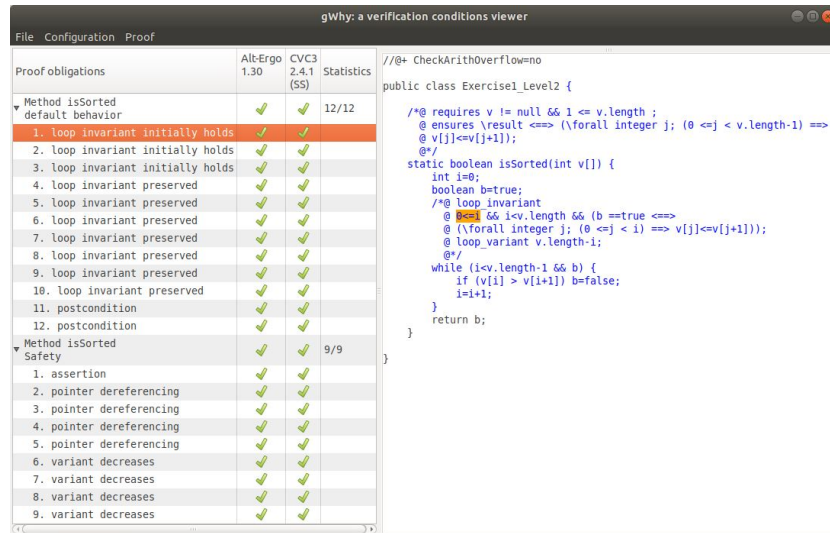 gWhy: a verification conditions viewer
File Configuration Proof
Proof obligations
Alt-Ergo 1.30
CVC3 2.4.1 (SS)
Statistics
Method isSorted
default behavior
12/12
1. loop invariant initially holds
2. loop invariant initially holds
3. loop invariant initially holds
4. loop invariant preserved
5. loop invariant preserved
6. loop invariant preserved
7. loop invariant preserved
8. loop invariant preserved
9. loop invariant preserved
10. loop invariant preserved
11. postcondition
12. postcondition
Method isSorted
Safety
9/9
1. assertion
2. pointer dereferencing
3. pointer dereferencing
4. pointer dereferencing
5. pointer dereferencing
6. variant decreases
7. variant decreases
8. variant decreases
9. variant decreases
//@+ CheckArithOverflow=no
public class Exercise1_Level2 {
/*@ requires v != null && 1 <= v.length ;
@ ensures \result <==> (\forall integer j; (0 <=j < v.length-1) ==>
@ v[j]<=v[j+1]);
@*/
static boolean isSorted(int v[]) {
int i=0;
boolean b=true;
/*@ loop_invariant
@ 0<=i && i<v.length && (b ==true <==>
@ (\forall integer j; (0 <=j < i) ==> v[j]<=v[j+1]));
@ loop_variant v.length-i;
@*/
while (i<v.length-1 && b) {
if (v[i] > v[i+1]) b=false;
i=i+1;
}
return b;
}
}